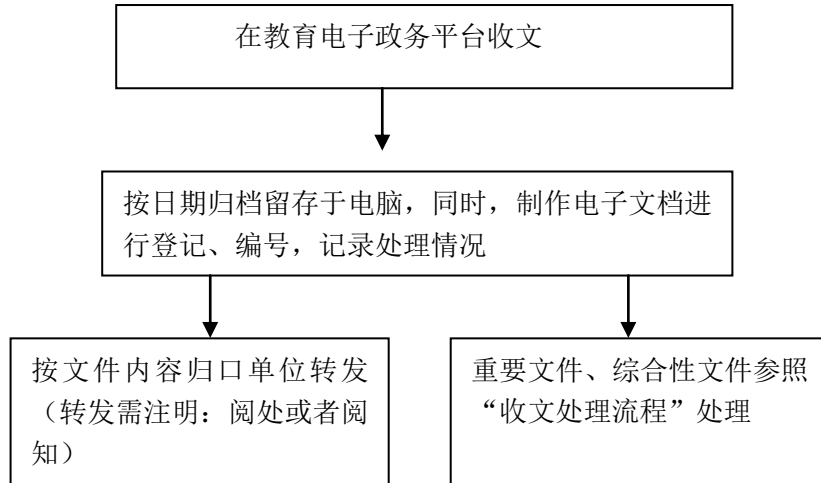 在教育电子政务平台收文
按日期归档留存于电脑，同时，制作电子文档进
行登记、编号，记录处理情况
按文件内容归口单位转发
（转发需注明：阅处或者阅
知）
重要文件、综合性文件参照
“收文处理流程”处理